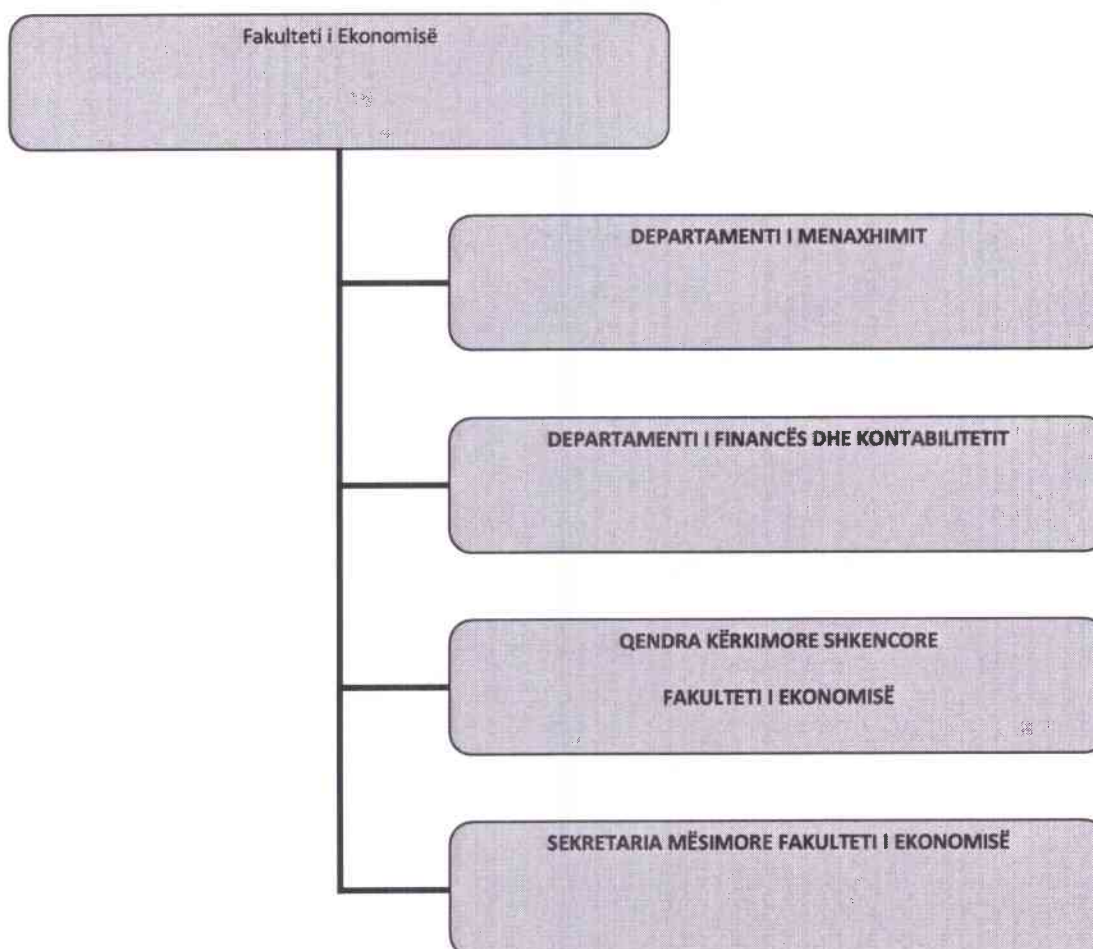 Fakulteti i Ekonomisë
DEPARTAMENTI I MENAXHIMIT
DEPARTAMENTI I FINANCËS DHE KONTABILITETIT
QENDRA KËRKIMORE SHKENCORE
FAKULTETI I EKONOMISË
SEKRETARIA MËSIMORE FAKULTETI I EKONOMISË